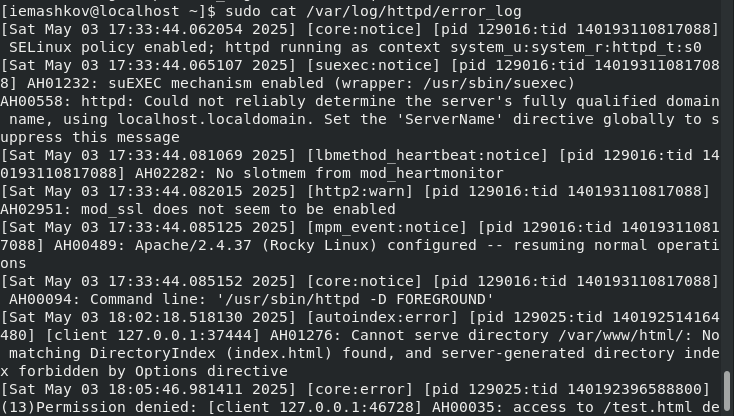 [iemashkov@localhost ~]$ sudo cat /var/log/httpd/error_log
[Sat May 03 17:33:44.062054 2025] [core:notice] [pid 129016:tid 140193110817088]
 SELinux policy enabled; httpd running as context system_u:system_r:httpd_t:s0
[Sat May 03 17:33:44.065107 2025] [suexec:notice] [pid 129016:tid 14019311081708
8] AH01232: suEXEC mechanism enabled (wrapper: /usr/sbin/suexec)
AH00558: httpd: Could not reliably determine the server's fully qualified domain
 name, using localhost.localdomain. Set the 'ServerName' directive globally to s
uppress this message
[Sat May 03 17:33:44.081069 2025] [lbmethod_heartbeat:notice] [pid 129016:tid 14
0193110817088] AH02282: No slotmem from mod_heartmonitor
[Sat May 03 17:33:44.082015 2025] [http2:warn] [pid 129016:tid 140193110817088]
AH02951: mod_ssl does not seem to be enabled
[Sat May 03 17:33:44.085125 2025] [mpm_event:notice] [pid 129016:tid 14019311081
7088] AH00489: Apache/2.4.37 (Rocky Linux) configured -- resuming normal operati
ons
[Sat May 03 17:33:44.085152 2025] [core:notice] [pid 129016:tid 140193110817088]
 AH00094: Command line: '/usr/sbin/httpd -D FOREGROUND'
[Sat May 03 18:02:18.518130 2025] [autoindex:error] [pid 129025:tid 140192514164
480] [client 127.0.0.1:37444] AH01276: Cannot serve directory /var/www/html/: No
 matching DirectoryIndex (index.html) found, and server-generated directory inde
x forbidden by Options directive
[Sat May 03 18:05:46.981411 2025] [core:error] [pid 129025:tid 140192396588800]
(13)Permission denied: [client 127.0.0.1:46728] AH00035: access to /test.html de